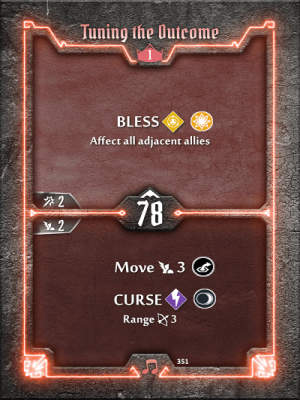 Tuning the Outcome
1
BLESS
Affect all adjacent allies
2
78
2
Move 3
CURSE
Range 3
351